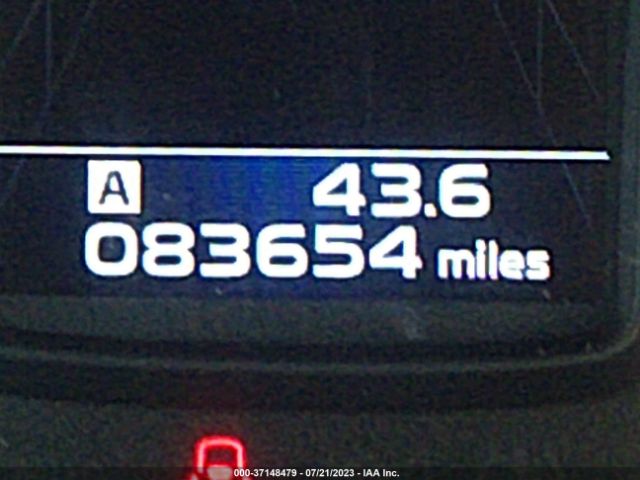 A 43.6
083654 miles
000-37148479 - 07/21/2023 - IAA Inc.